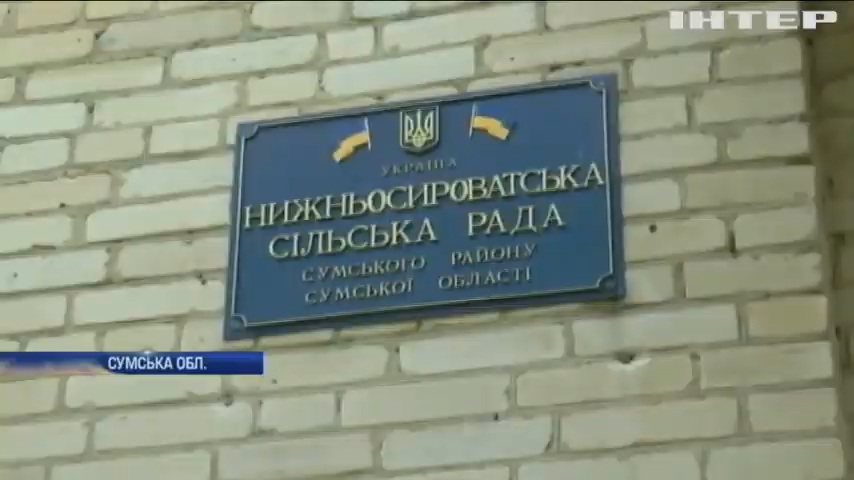 ІНТЕР
УКРАЇНА
НИЖНЬОСИРОВАТСЬКА
СІЛЬСЬКА РАДА
СУМСЬКОГО РАЙОНУ
СУМСЬКОЇ ОБЛАСТІ
СУМСЬКА ОБЛ.